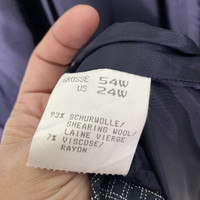 GRÖSSE 54W
US 24W
93% SCHURWOLLE/
SHEARING WOOL/
LAINE VIERGE
7% VISCOSE/
RAYON